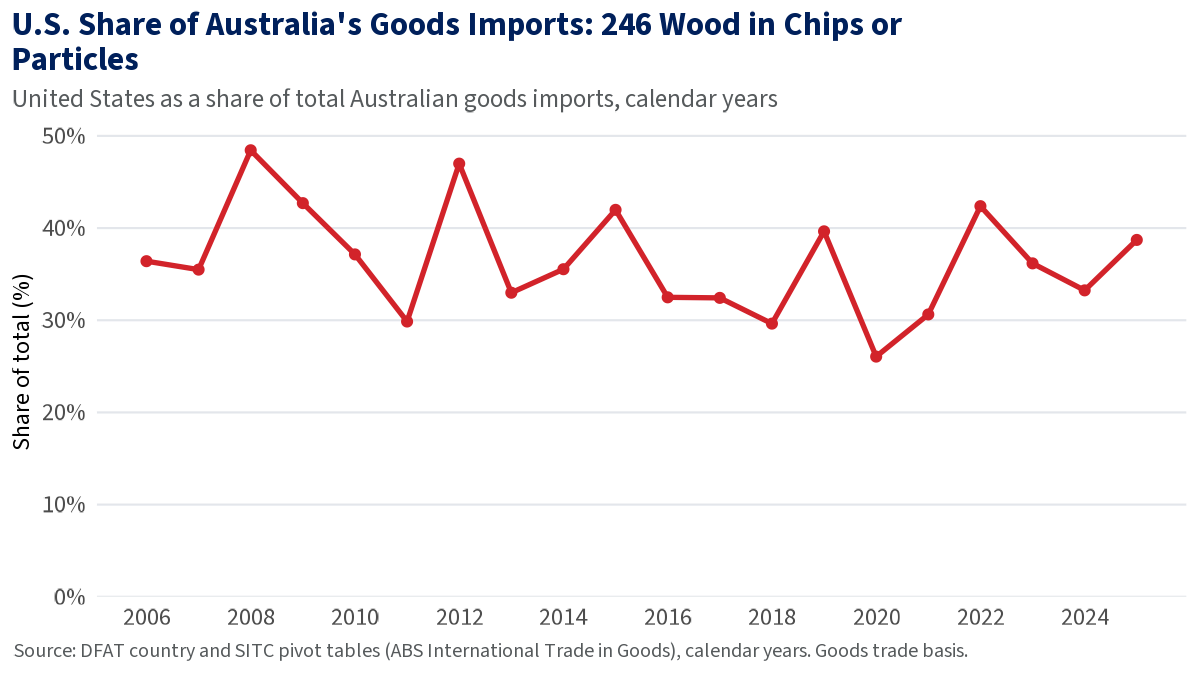 U.S. Share of Australia's Goods Imports: 246 Wood in Chips or
Particles
United States as a share of total Australian goods imports, calendar years
Share of total (%)
50%
40%
30%
20%
10%
0%
2006 2008 2010 2012 2014 2016 2018 2020 2022 2024
Source: DFAT country and SITC pivot tables (ABS International Trade in Goods), calendar years. Goods trade basis.